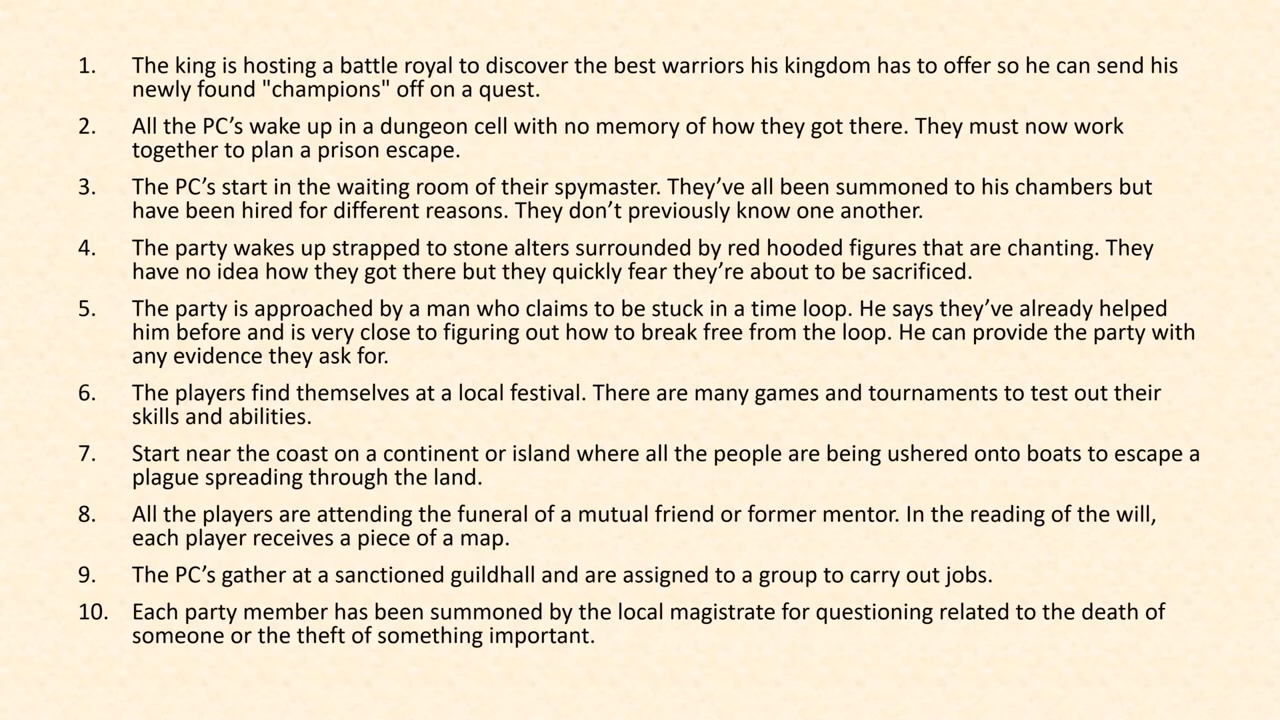 1. The king is hosting a battle royal to discover the best warriors his kingdom has to offer so he can send his
newly found "champions" off on a quest.
2. All the PC’s wake up in a dungeon cell with no memory of how they got there. They must now work
together to plan a prison escape.
3. The PC’s start in the waiting room of their spymaster. They’ve all been summoned to his chambers but
have been hired for different reasons. They don’t previously know one another.
4. The party wakes up strapped to stone alters surrounded by red hooded figures that are chanting. They
have no idea how they got there but they quickly fear they’re about to be sacrificed.
5. The party is approached by a man who claims to be stuck in a time loop. He says they’ve already helped
him before and is very close to figuring out how to break free from the loop. He can provide the party with
any evidence they ask for.
6. The players find themselves at a local festival. There are many games and tournaments to test out their
skills and abilities.
7. Start near the coast on a continent or island where all the people are being ushered onto boats to escape a
plague spreading through the land.
8. All the players are attending the funeral of a mutual friend or former mentor. In the reading of the will,
each player receives a piece of a map.
9. The PC’s gather at a sanctioned guildhall and are assigned to a group to carry out jobs.
10. Each party member has been summoned by the local magistrate for questioning related to the death of
someone or the theft of something important.